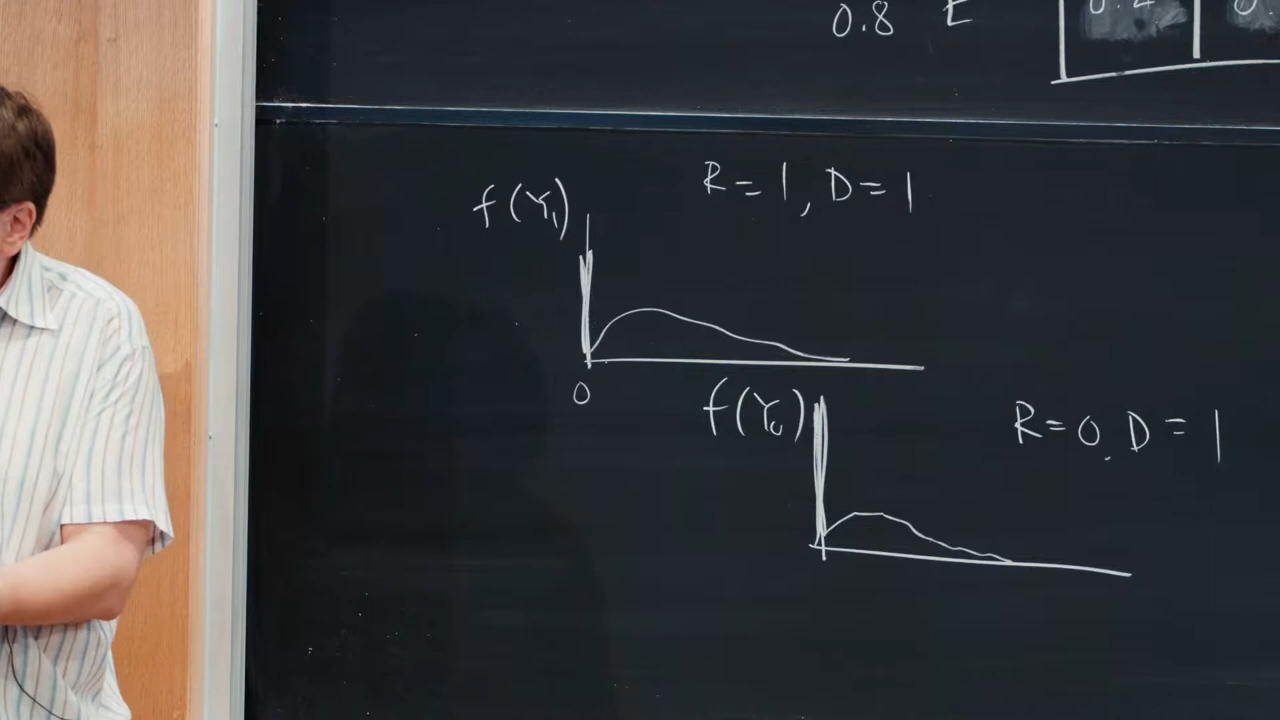 0.8 E
f(Y₁) R=1, D=1
0
f(Y₀) R=0, D=1